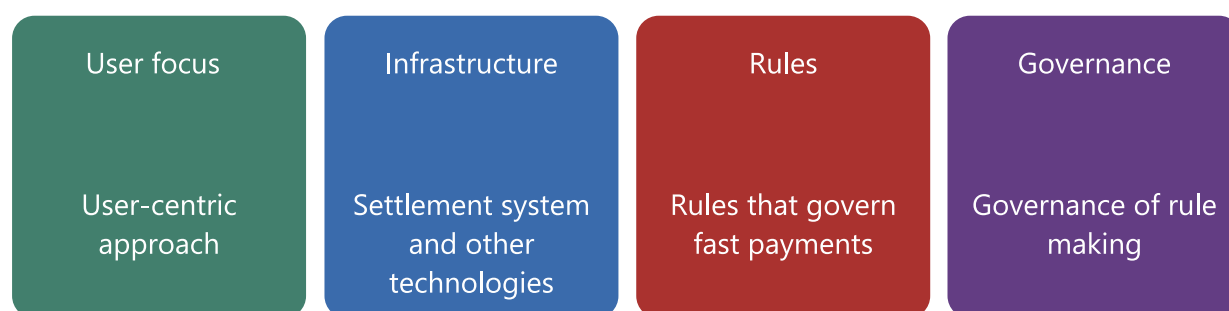 User focus
User-centric
approach
Infrastructure
Settlement system
and other
technologies
Rules
Rules that govern
fast payments
Governance
Governance of rule
making